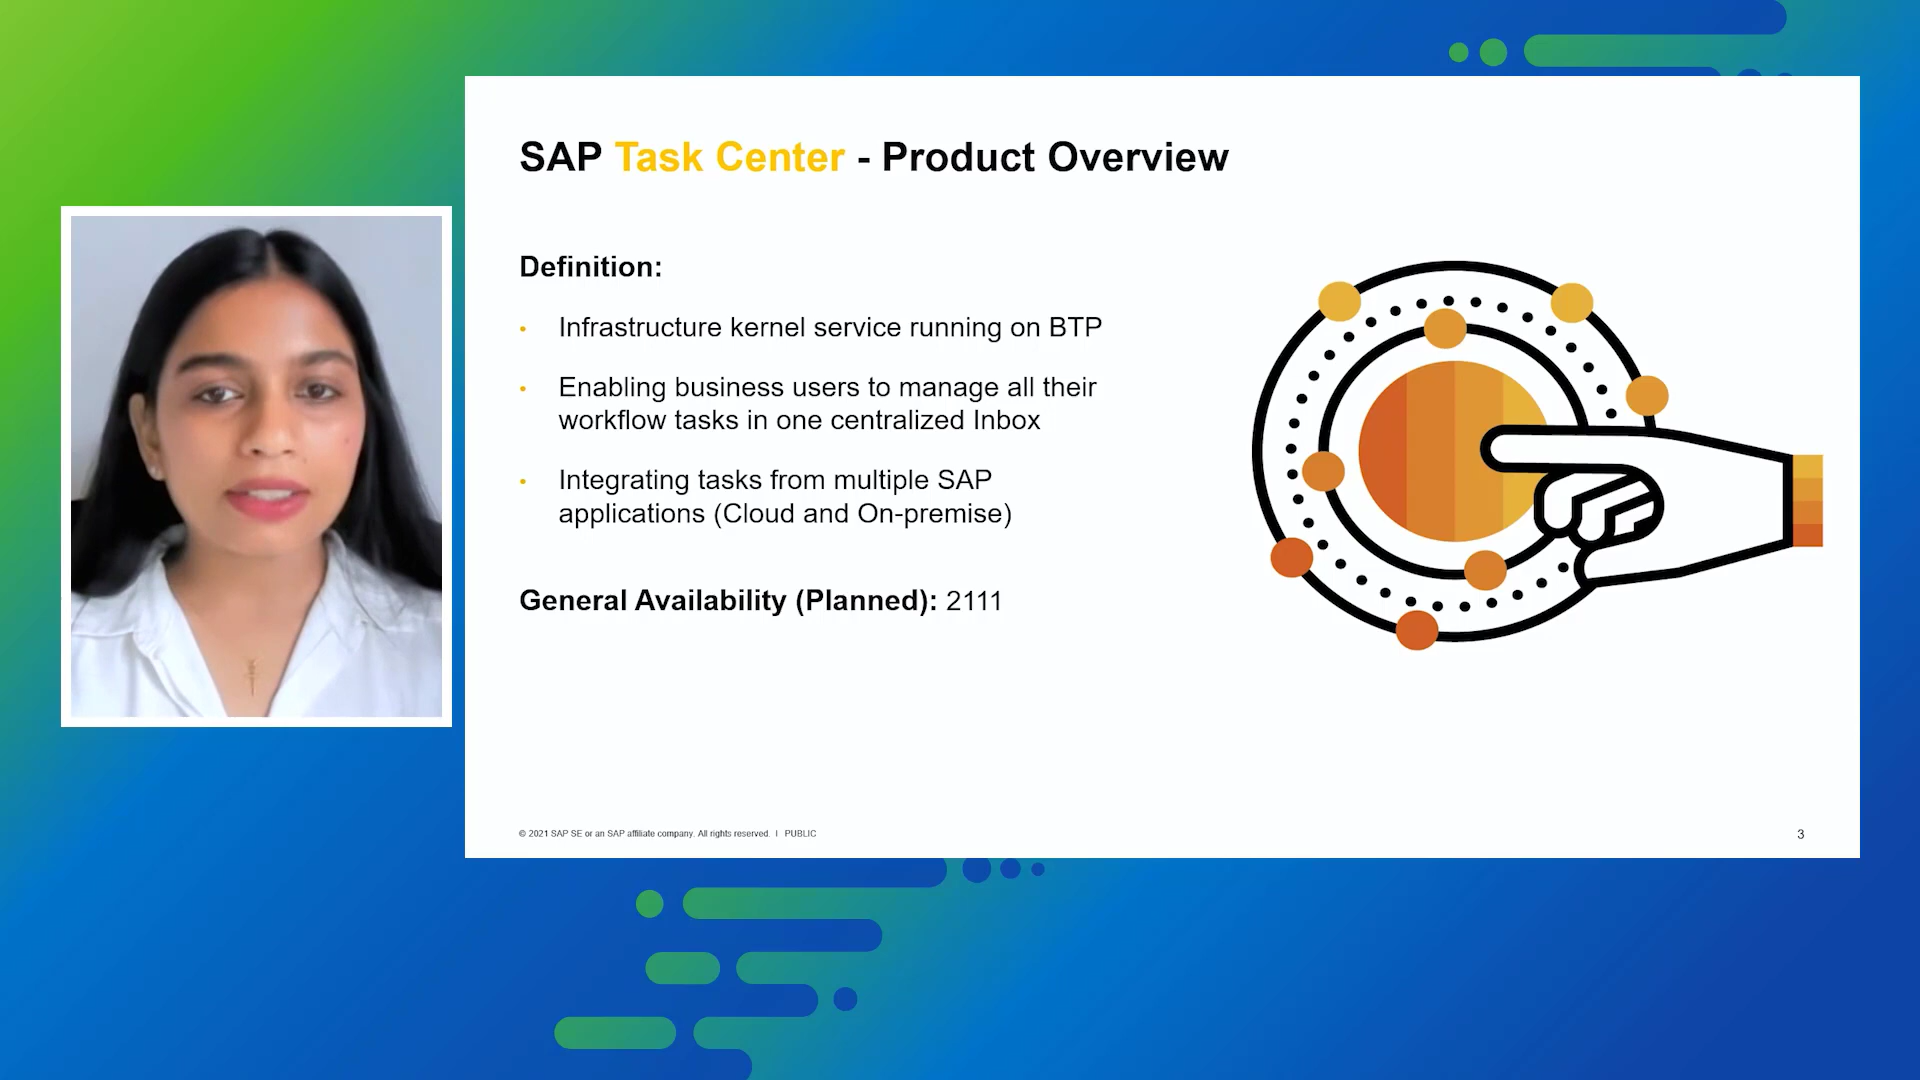 SAP Task Center - Product Overview
Definition:
• Infrastructure kernel service running on BTP
• Enabling business users to manage all their
workflow tasks in one centralized Inbox
• Integrating tasks from multiple SAP
applications (Cloud and On-premise)
General Availability (Planned): 2111
© 2021 SAP SE or an SAP affiliate company. All rights reserved. | PUBLIC
3